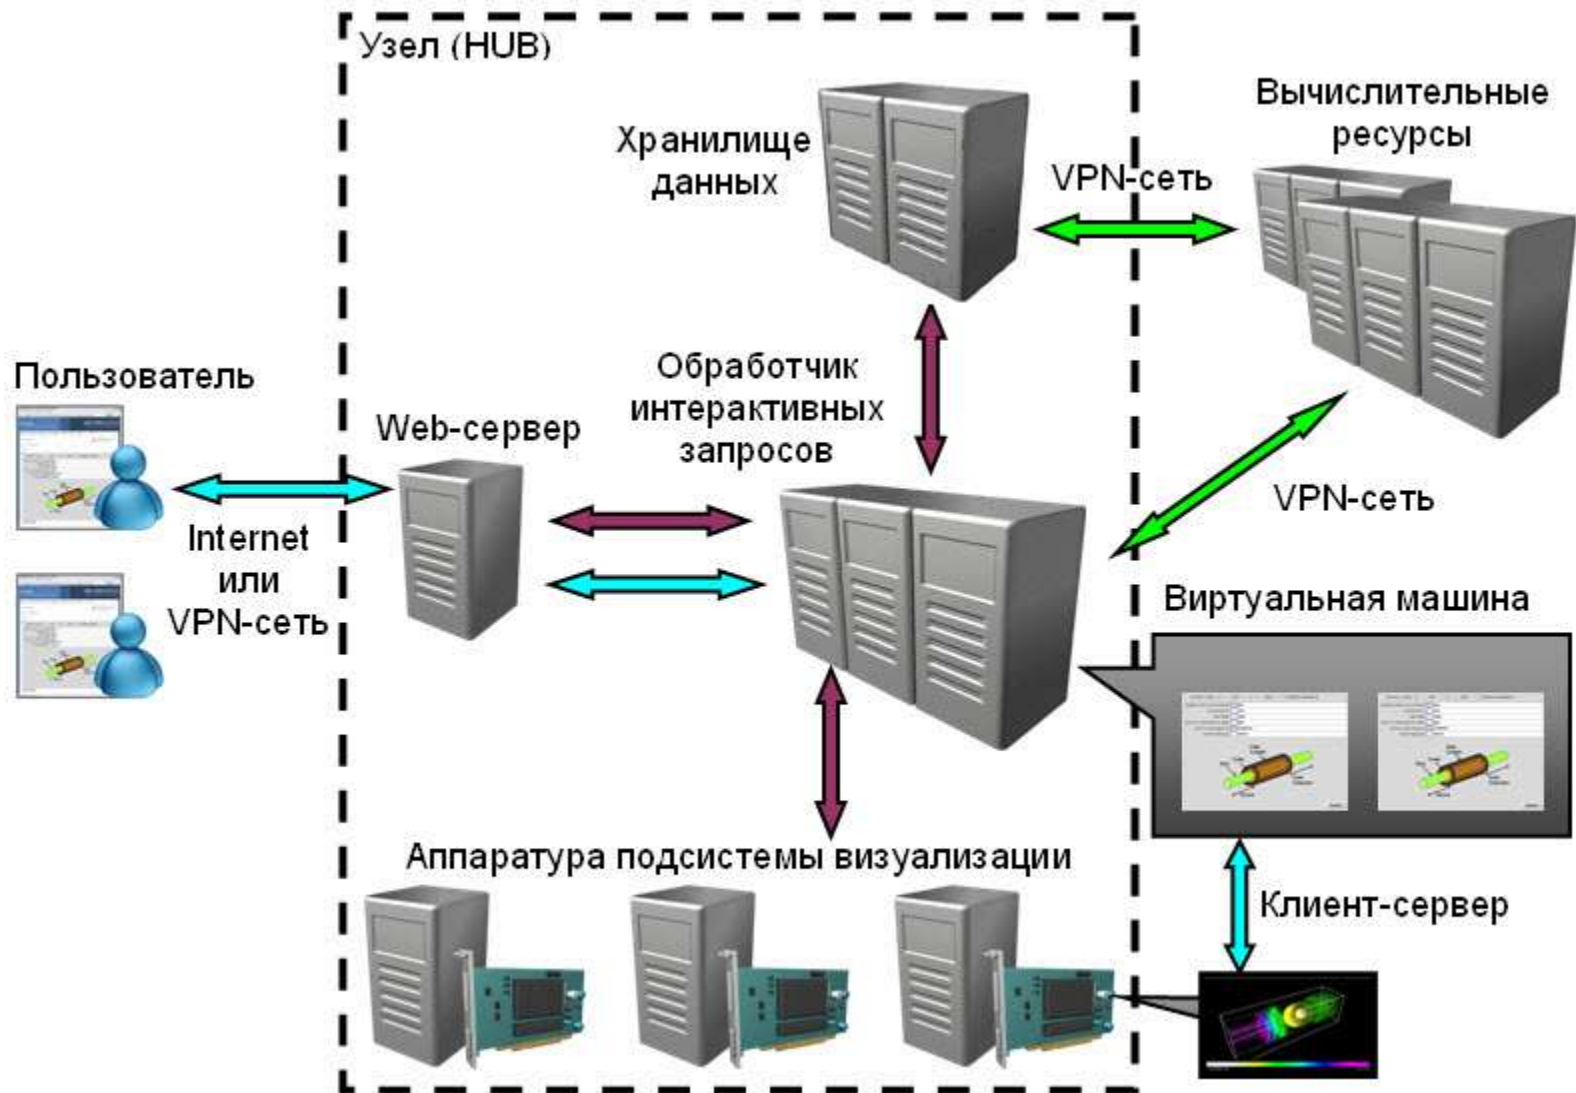 Узел (HUB)
Хранилище
данных
VPN-сеть
Вычислительные
ресурсы
Пользователь
Internet
или
VPN-сеть
Web-сервер
Обработчик
интерактивных
запросов
VPN-сеть
Виртуальная машина
Аппаратура подсистемы визуализации
Клиент-сервер